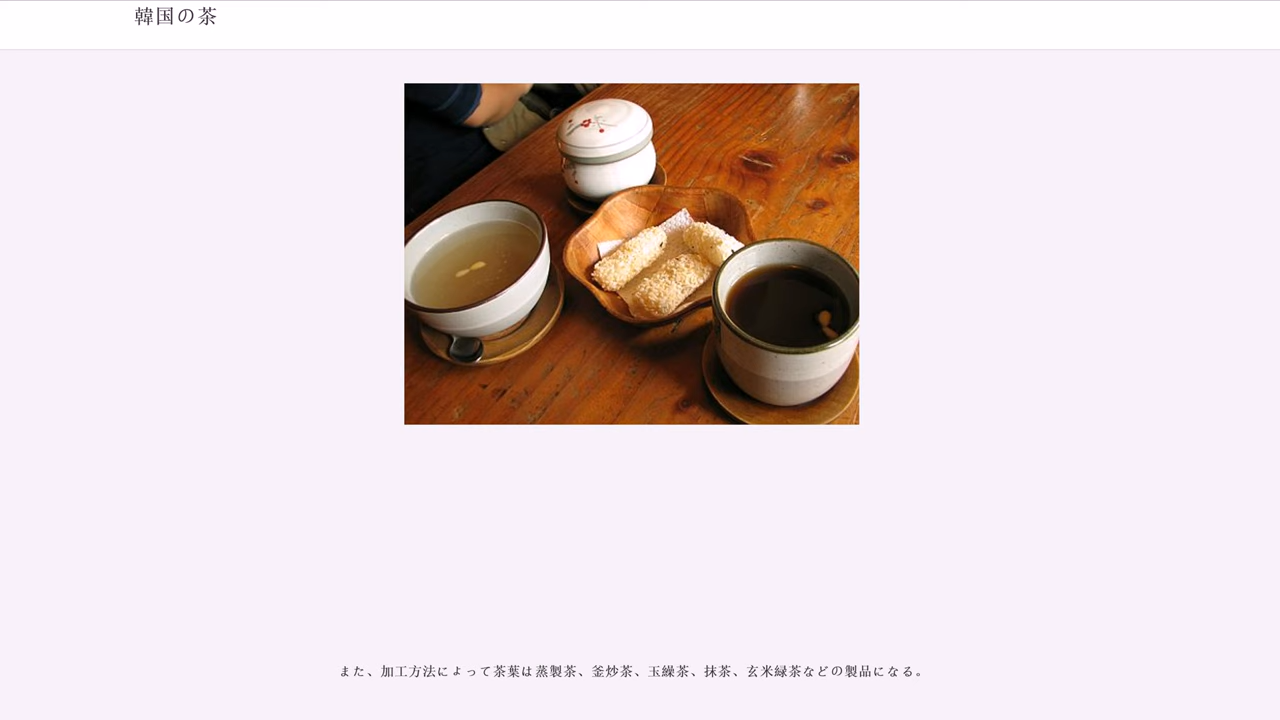 韓国の茶
また、加工方法によって茶葉は蒸製茶、釜炒茶、玉繰茶、抹茶、玄米緑茶などの製品になる。